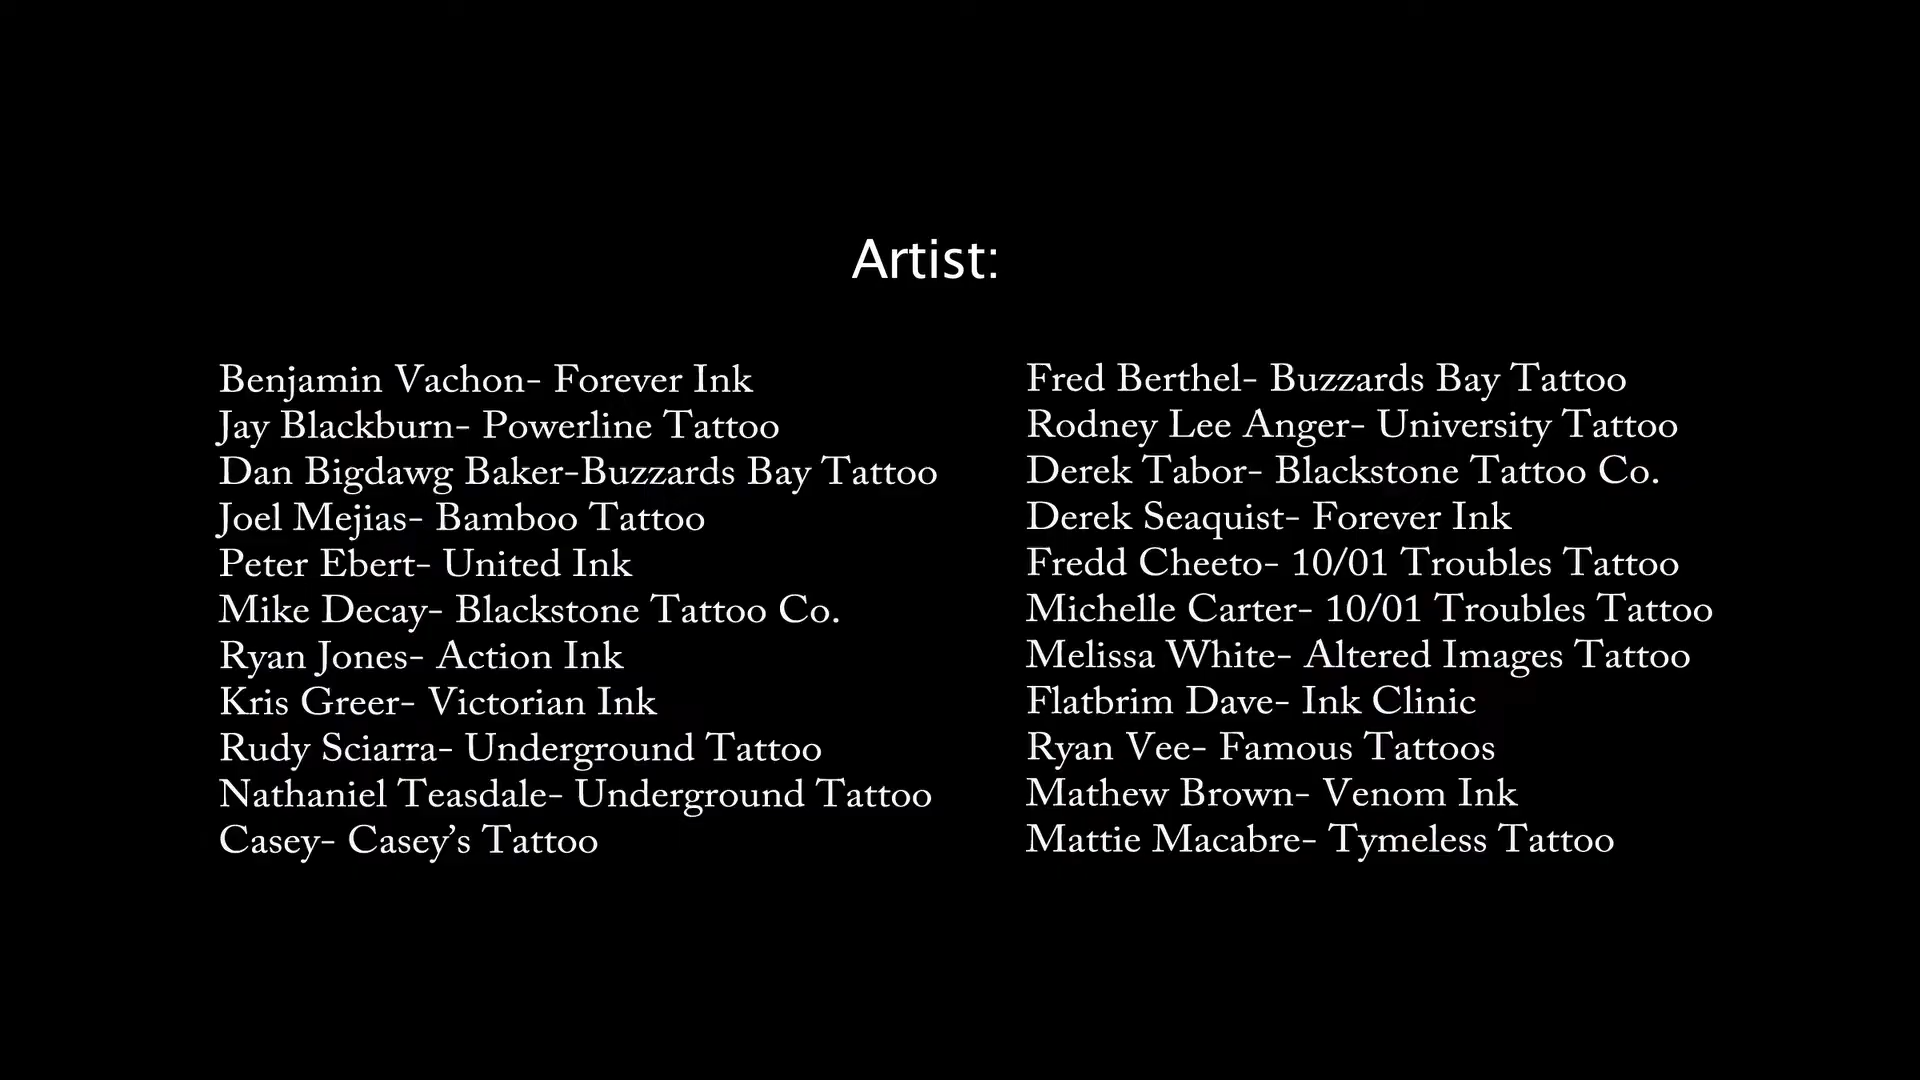 Artist:
Benjamin Vachon- Forever Ink
Jay Blackburn- Powerline Tattoo
Dan Bigdawg Baker-Buzzards Bay Tattoo
Joel Mejias- Bamboo Tattoo
Peter Ebert- United Ink
Mike Decay- Blackstone Tattoo Co.
Ryan Jones- Action Ink
Kris Greer- Victorian Ink
Rudy Sciarra- Underground Tattoo
Nathaniel Teasdale- Underground Tattoo
Casey- Casey’s Tattoo
Fred Berthel- Buzzards Bay Tattoo
Rodney Lee Anger- University Tattoo
Derek Tabor- Blackstone Tattoo Co.
Derek Seaquist- Forever Ink
Fredd Cheeto- 10/01 Troubles Tattoo
Michelle Carter- 10/01 Troubles Tattoo
Melissa White- Altered Images Tattoo
Flatbrim Dave- Ink Clinic
Ryan Vee- Famous Tattoos
Mathew Brown- Venom Ink
Mattie Macabre- Tymeless Tattoo